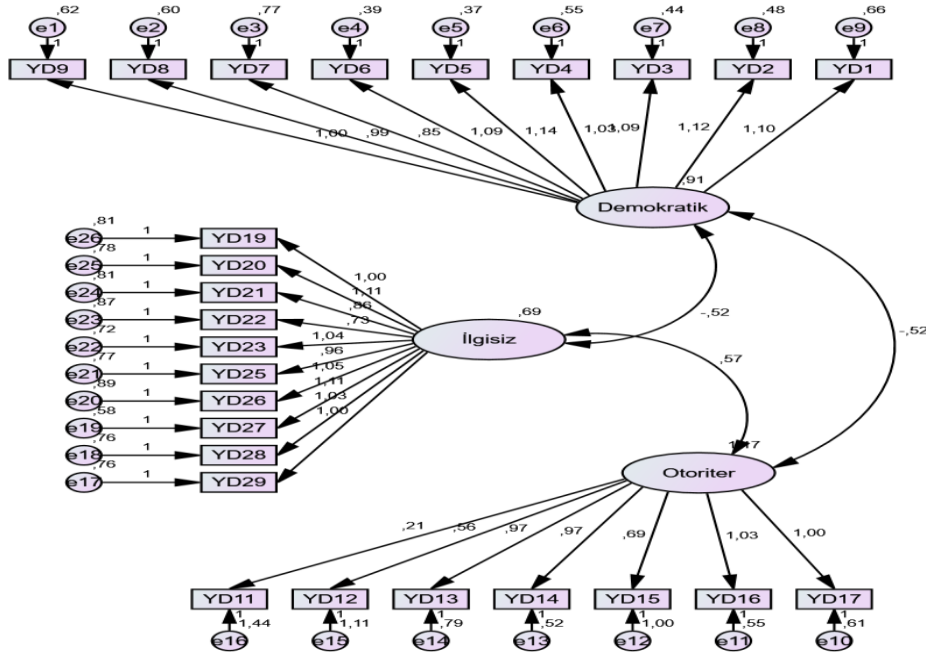 ,62 ,60 ,77 ,39 ,37 ,55 ,44 ,48 ,66
e1 e2 e3 e4 e5 e6 e7 e8 e9
1 1 1 1 1 1 1 1 1
YD9 YD8 YD7 YD6 YD5 YD4 YD3 YD2 YD1
1,00 ,99 ,85 1,09 1,14 1,03 1,09 1,12 1,10
,91
Demokratik
,81
e26 1 YD19
,78
e25 1 YD20
,81
e24 1 YD21
,87
e23 1 YD22
,72
e22 1 YD23
,77
e21 1 YD25
,89
e20 1 YD26
,58
e19 1 YD27
,76
e18 1 YD28
,76
e17 1 YD29
1,00
1,11
,86
,73
1,04
,96
1,05
1,11
1,03
1,00
,69
İlgisiz
-,52
-,52
,57
Otoriter
,21 ,56 ,97 ,97 ,69 1,03 1,00
YD11 YD12 YD13 YD14 YD15 YD16 YD17
1 1 1 1 1 1 1
1,44 1,11 ,79 ,52 1,00 ,55 ,61
e16 e15 e14 e13 e12 e11 e10